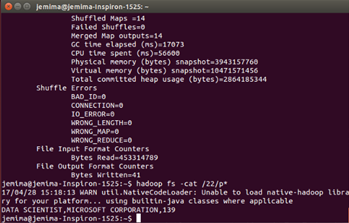 jemima@jemima-Inspiron-1525: ~
Shuffled Maps =14
Failed Shuffles=0
Merged Map outputs=14
GC time elapsed (ms)=17073
CPU time spent (ms)=56600
Physical memory (bytes) snapshot=3943157760
Virtual memory (bytes) snapshot=10471571456
Total committed heap usage (bytes)=2864185344
Shuffle Errors
BAD_ID=0
CONNECTION=0
IO_ERROR=0
WRONG_LENGTH=0
WRONG_MAP=0
WRONG_REDUCE=0
File Input Format Counters
Bytes Read=453314789
File Output Format Counters
Bytes Written=41
jemima@jemima-Inspiron-1525:~$ hadoop fs -cat /22/p*
17/04/28 15:18:13 WARN util.NativeCodeLoader: Unable to load native-hadoop libra
ry for your platform... using builtin-java classes where applicable
DATA SCIENTIST,MICROSOFT CORPORATION,139
jemima@jemima-Inspiron-1525:~$